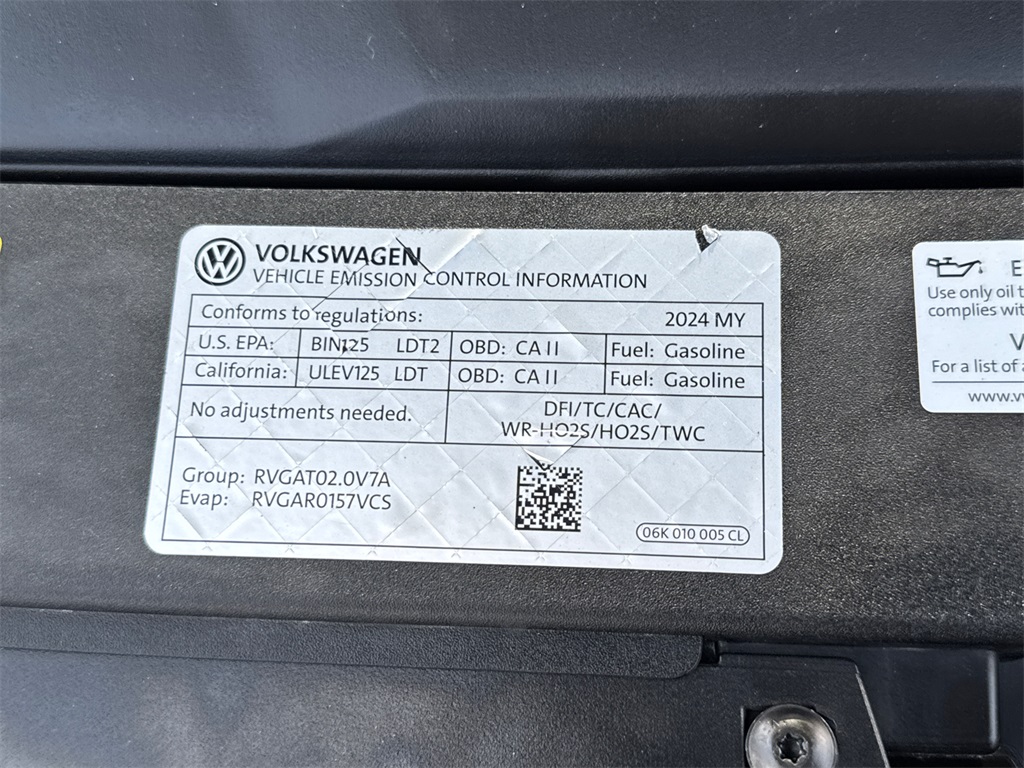 VOLKSWAGEN
VEHICLE EMISSION CONTROL INFORMATION
Conforms to regulations: 2024 MY
U.S. EPA: BIN125 LDT2 OBD: CA II Fuel: Gasoline
California: ULEV125 LDT OBD: CA II Fuel: Gasoline
No adjustments needed.
DFI/TC/CAC/
WR-HO2S/HO2S/TWC
Group: RVGAT02.0V7A
Evap: RVGAR0157VCS
06K 010 005 CL
Use only oil
complies
For a list of